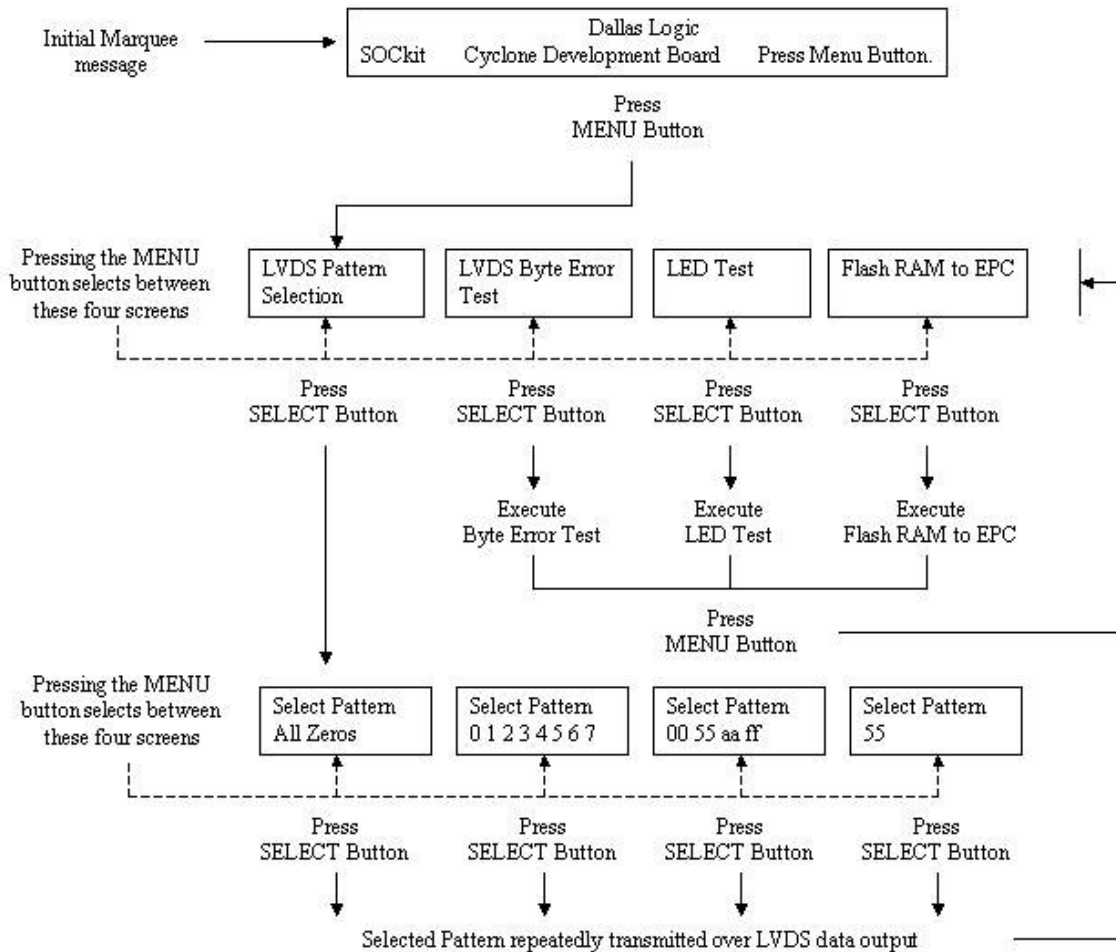 Initial Marquee
message
Dallas Logic
SOCkit Cyclone Development Board Press Menu Button.
Press
MENU Button
Pressing the MENU
button selects between
these four screens
LVDS Pattern
Selection
LVDS Byte Error
Test
LED Test
Flash RAM to EPC
Press
SELECT Button
Press
SELECT Button
Press
SELECT Button
Press
SELECT Button
Execute
Byte Error Test
Execute
LED Test
Execute
Flash RAM to EPC
Press
MENU Button
Pressing the MENU
button selects between
these four screens
Select Pattern
All Zeros
Select Pattern
0 1 2 3 4 5 6 7
Select Pattern
00 55 aa ff
Select Pattern
55
Press
SELECT Button
Press
SELECT Button
Press
SELECT Button
Press
SELECT Button
Selected Pattern repeatedly transmitted over LVDS data output